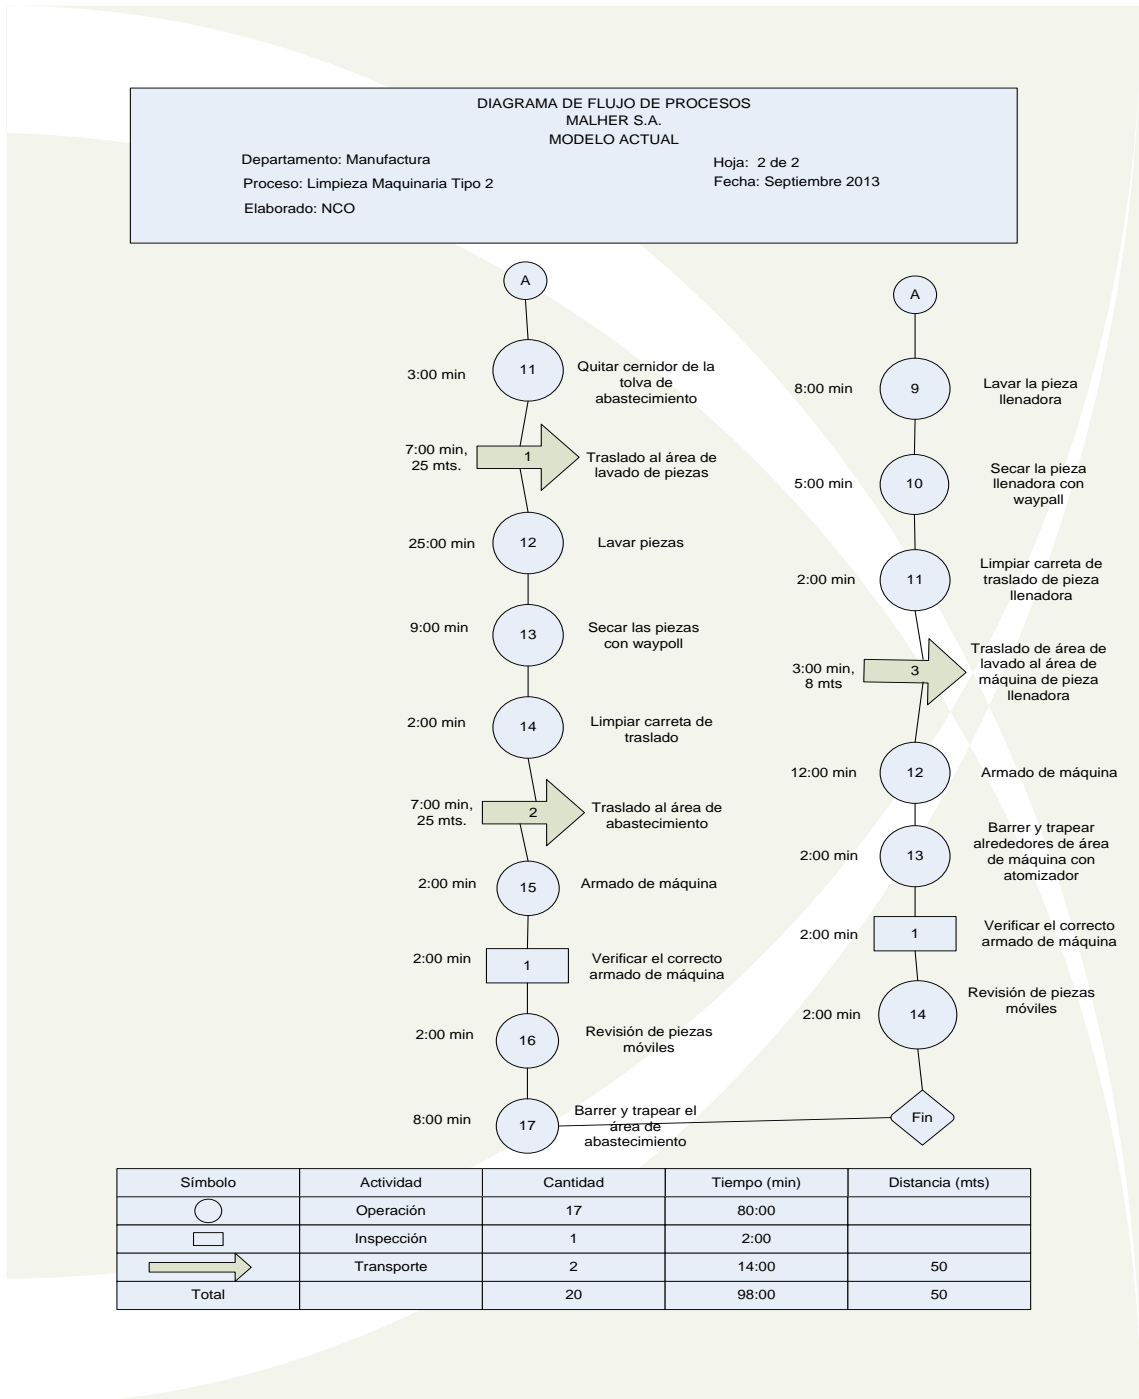 DIAGRAMA DE FLUJO DE PROCESOS
MALHER S.A.
MODELO ACTUAL
Departamento: Manufactura
Proceso: Limpieza Maquinaria Tipo 2
Elaborado: NCO
Hoja: 2 de 2
Fecha: Septiembre 2013
A
3:00 min
11
Quitar cernidor de la
tolva de
abastecimiento
7:00 min,
25 mts.
1
Traslado al área de
lavado de piezas
25:00 min
12
Lavar piezas
9:00 min
13
Secar las piezas
con waypoll
2:00 min
14
Limpiar carreta de
traslado
7:00 min,
25 mts.
2
Traslado al área de
abastecimiento
2:00 min
15
Armado de máquina
2:00 min
1
Verificar el correcto
armado de máquina
2:00 min
16
Revisión de piezas
móviles
8:00 min
17
Barrer y trapear el
área de
abastecimiento
A
8:00 min
9
Lavar la pieza
llenadora
5:00 min
10
Secar la pieza
llenadora con
waypall
2:00 min
11
Limpiar carreta de
traslado de pieza
llenadora
3:00 min,
8 mts
3
Traslado de área de
lavado al área de
máquina de pieza
llenadora
12:00 min
12
Armado de máquina
2:00 min
13
Barrer y trapear
alrededores de área
de máquina con
atomizador
2:00 min
1
Verificar el correcto
armado de máquina
2:00 min
14
Revisión de piezas
móviles
Fin
Símbolo Actividad Cantidad Tiempo (min) Distancia (mts)
Operación 17 80:00
Inspección 1 2:00
Transporte 2 14:00 50
Total 20 98:00 50